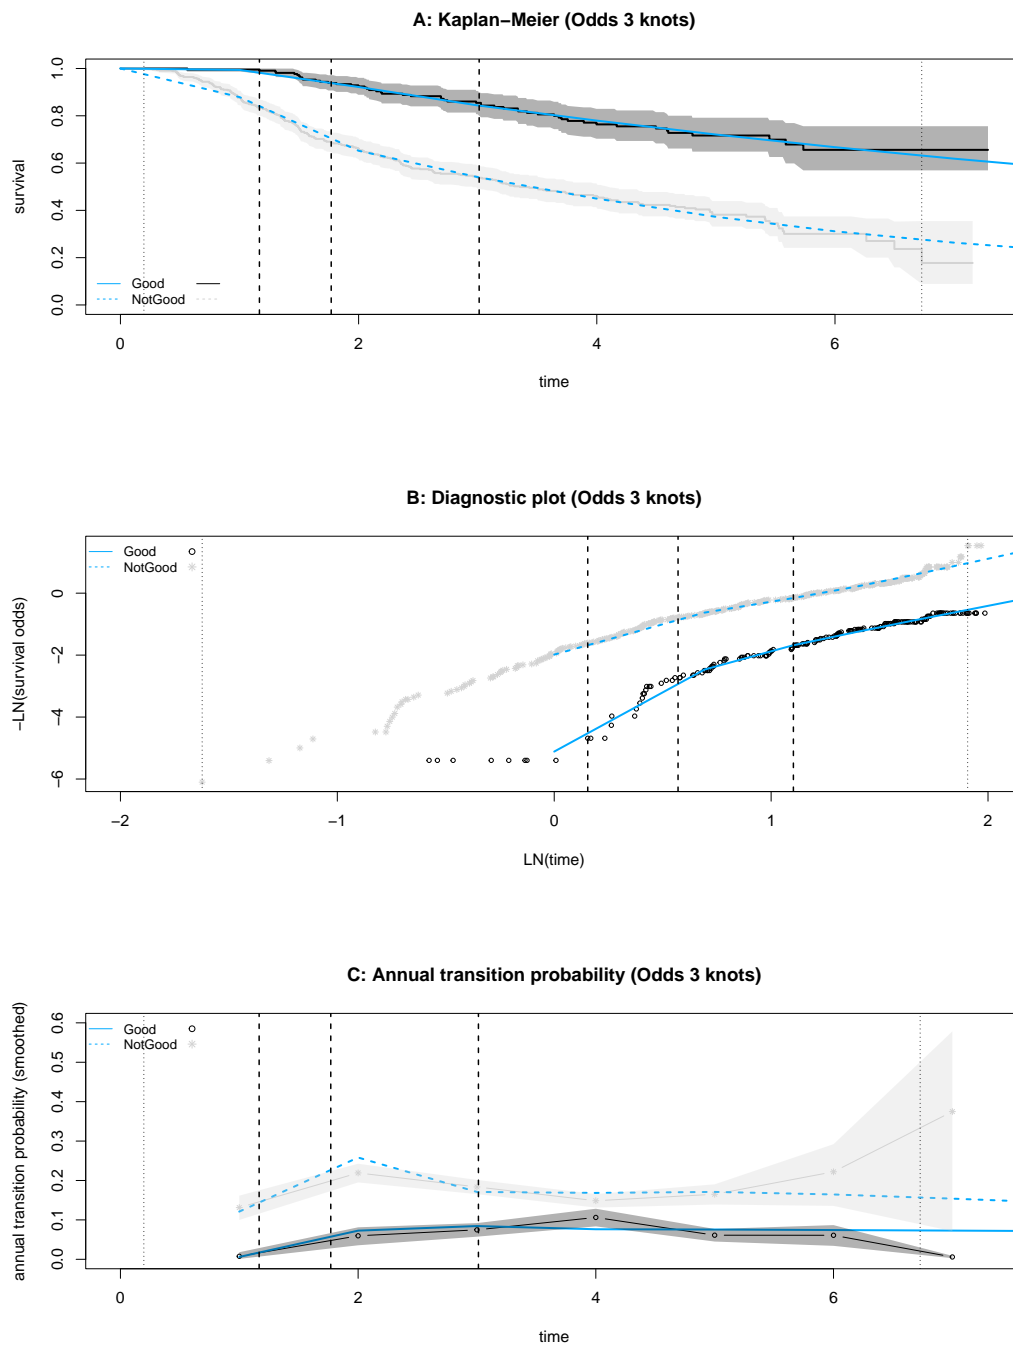 A: Kaplan−Meier (Odds 3 knots)
survival
1.0
0.8
0.6
0.4
0.2
0.0
Good
NotGood
0 2 4 6
time
B: Diagnostic plot (Odds 3 knots)
−LN(survival odds)
0
−2
−4
−6
Good
NotGood
−2 −1 0 1 2
LN(time)
C: Annual transition probability (Odds 3 knots)
annual transition probability (smoothed)
0.6
0.5
0.4
0.3
0.2
0.1
0.0
Good
NotGood
0 2 4 6
time